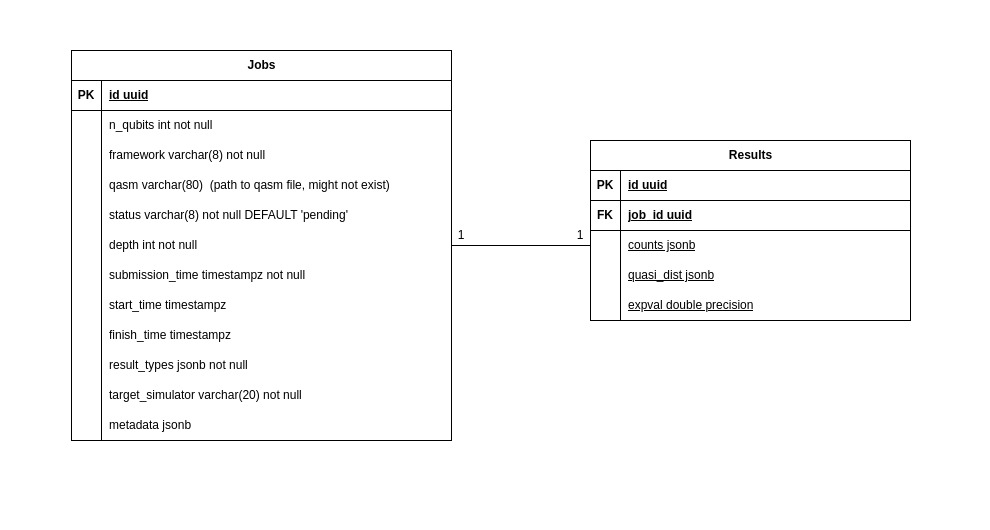 Jobs
PK id uuid
n_qubits int not null
framework varchar(8) not null
qasm varchar(80) (path to qasm file, might not exist)
status varchar(8) not null DEFAULT 'pending'
depth int not null
submission_time timestampz not null
start_time timestampz
finish_time timestampz
result_types jsonb not null
target_simulator varchar(20) not null
metadata jsonb
1 1
Results
PK id uuid
FK job_id uuid
counts jsonb
quasi_dist jsonb
expval double precision